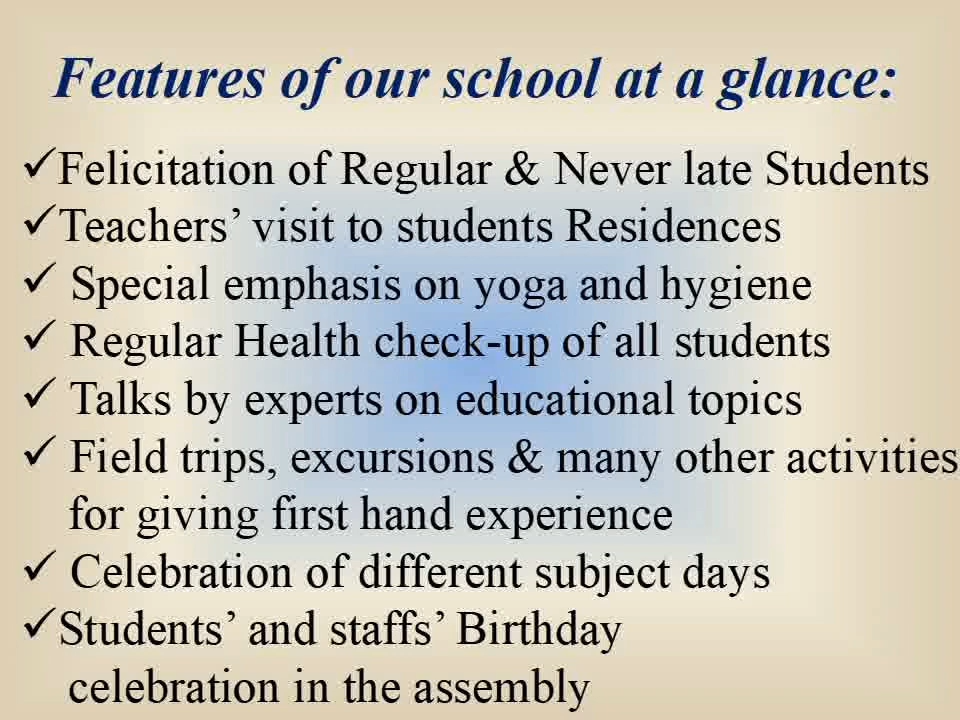 Features of our school at a glance:
✓Felicitation of Regular & Never late Students
✓Teachers’ visit to students Residences
✓ Special emphasis on yoga and hygiene
✓ Regular Health check-up of all students
✓ Talks by experts on educational topics
✓ Field trips, excursions & many other activities
for giving first hand experience
✓ Celebration of different subject days
✓Students’ and staffs’ Birthday
celebration in the assembly